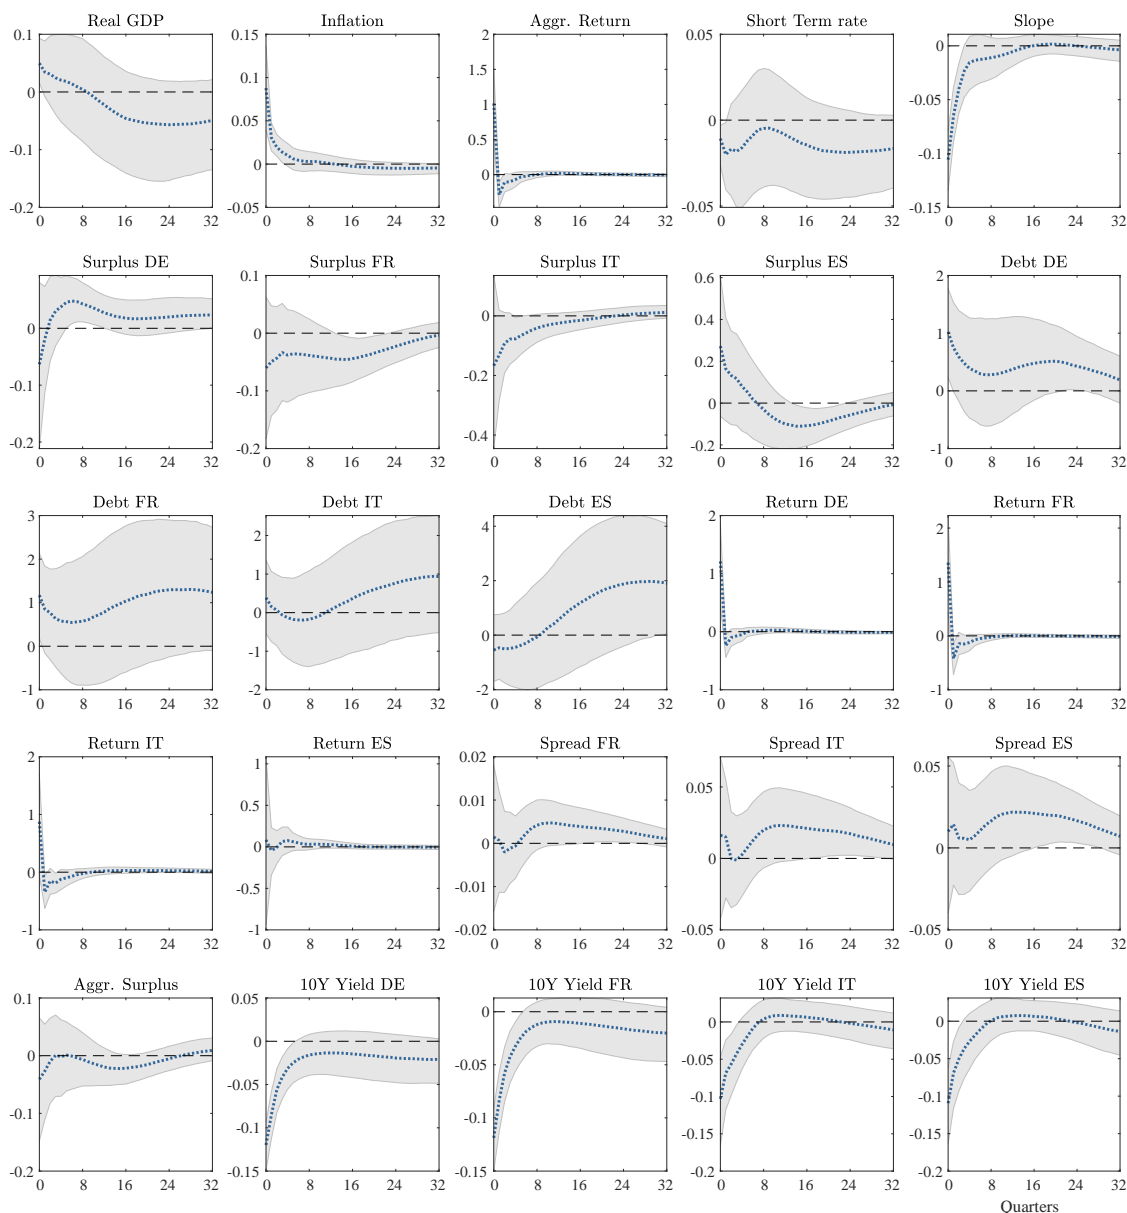 Real GDP Inflation Aggr. Return Short Term rate Slope
0.1 0.15 2 0.05 0
0 0.1 1.5 0 -0.05
-0.1 0.05 1 -0.05 -0.1
-0.2 0 0.5 -0.15
-0.05 0
0 8 16 24 32 0 8 16 24 32 0 8 16 24 32 0 8 16 24 32 0 8 16 24 32
Surplus DE Surplus FR Surplus IT Surplus ES Debt DE
0 0.1 0 0.6 2
-0.1 0 -0.2 0.4 1
-0.2 -0.1 -0.4 0.2 0
-0.2 0 -1
-0.2
0 8 16 24 32 0 8 16 24 32 0 8 16 24 32 0 8 16 24 32 0 8 16 24 32
Debt FR Debt IT Debt ES Return DE Return FR
3 2 4 2 2
2 1 2 1 1
1 0 0 0 0
0 -1 -2 -1 -1
-1 -2
0 8 16 24 32 0 8 16 24 32 0 8 16 24 32 0 8 16 24 32 0 8 16 24 32
Return IT Return ES Spread FR Spread IT Spread ES
2 1 0.02 0.05 0.05
1 0.5 0.01 0 0
0 0 0 -0.05 -0.05
-1 -0.5 -0.01
-1 -0.02
0 8 16 24 32 0 8 16 24 32 0 8 16 24 32 0 8 16 24 32 0 8 16 24 32
Aggr. Surplus 10Y Yield DE 10Y Yield FR 10Y Yield IT 10Y Yield ES
0.1 0.05 0 0 0
0 0 -0.05 -0.05 -0.05
-0.1 -0.05 -0.1 -0.1 -0.1
-0.2 -0.1 -0.15 -0.15 -0.15
-0.15 -0.2 -0.2
0 8 16 24 32 0 8 16 24 32 0 8 16 24 32 0 8 16 24 32 0 8 16 24 32
Quarters